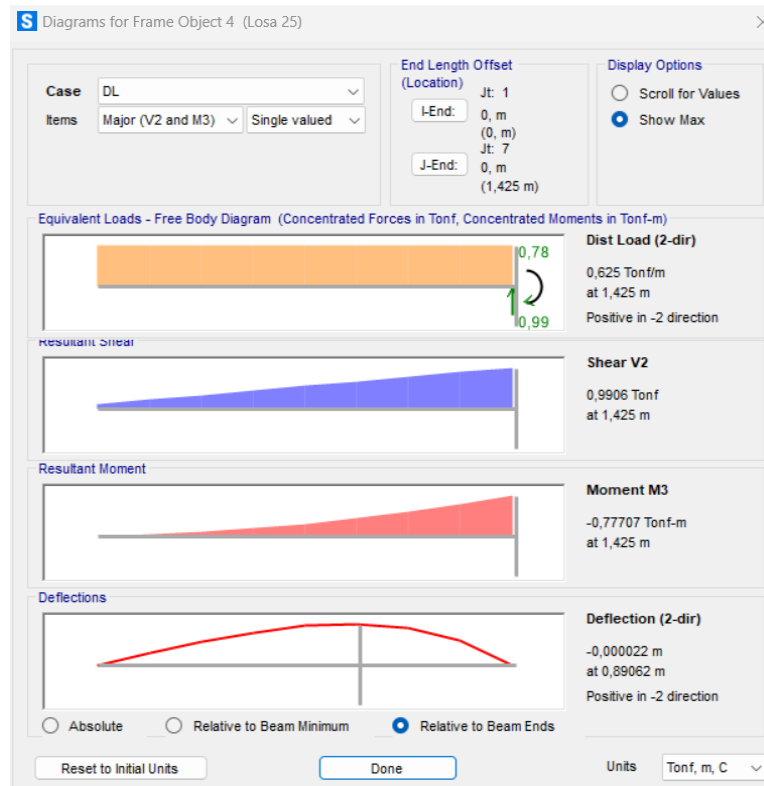 S Diagrams for Frame Object 4 (Losa 25)
Case DL
Items Major (V2 and M3) Single valued
End Length Offset
(Location)
Jt: 1
I-End: 0, m
(0, m)
Jt: 7
J-End: 0, m
(1,425 m)
Display Options
Scroll for Values
Show Max
Equivalent Loads - Free Body Diagram (Concentrated Forces in Tonf, Concentrated Moments in Tonf-m)
0,78
0,99
Dist Load (2-dir)
0,625 Tonf/m
at 1,425 m
Positive in -2 direction
Resultant Shear
Shear V2
0,9906 Tonf
at 1,425 m
Resultant Moment
Moment M3
-0,77707 Tonf-m
at 1,425 m
Deflections
Deflection (2-dir)
-0,000022 m
at 0,89062 m
Positive in -2 direction
Absolute Relative to Beam Minimum Relative to Beam Ends
Reset to Initial Units Done Units Tonf, m, C